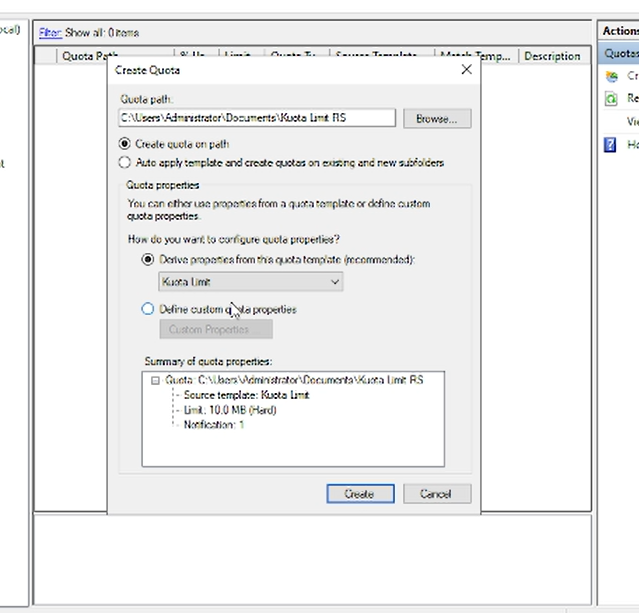 ocal)
Filter: Show all: 0 items
Actions
Quota Pa
% Us...
Limit
Quota Ty...
Source Template
Match Temp...
Description
Quotas
Cr
Re
Vie
He
t
Create Quota
Quota path:
C:\Users\Administrator\Documents\Kuota Limit RS
Browse...
Create quota on path
Auto apply template and create quotas on existing and new subfolders
Quota properties
You can either use properties from a quota template or define custom
quota properties.
How do you want to configure quota properties?
Derive properties from this quota template (recommended):
Kuota Limit
Define custom quota properties
Custom Properties ...
Summary of quota properties:
Quota: C:\Users\Administrator\Documents\Kuota Limit RS
Source template: Kuota Limit
Limit: 10.0 MB (Hard)
Notification: 1
Create
Cancel